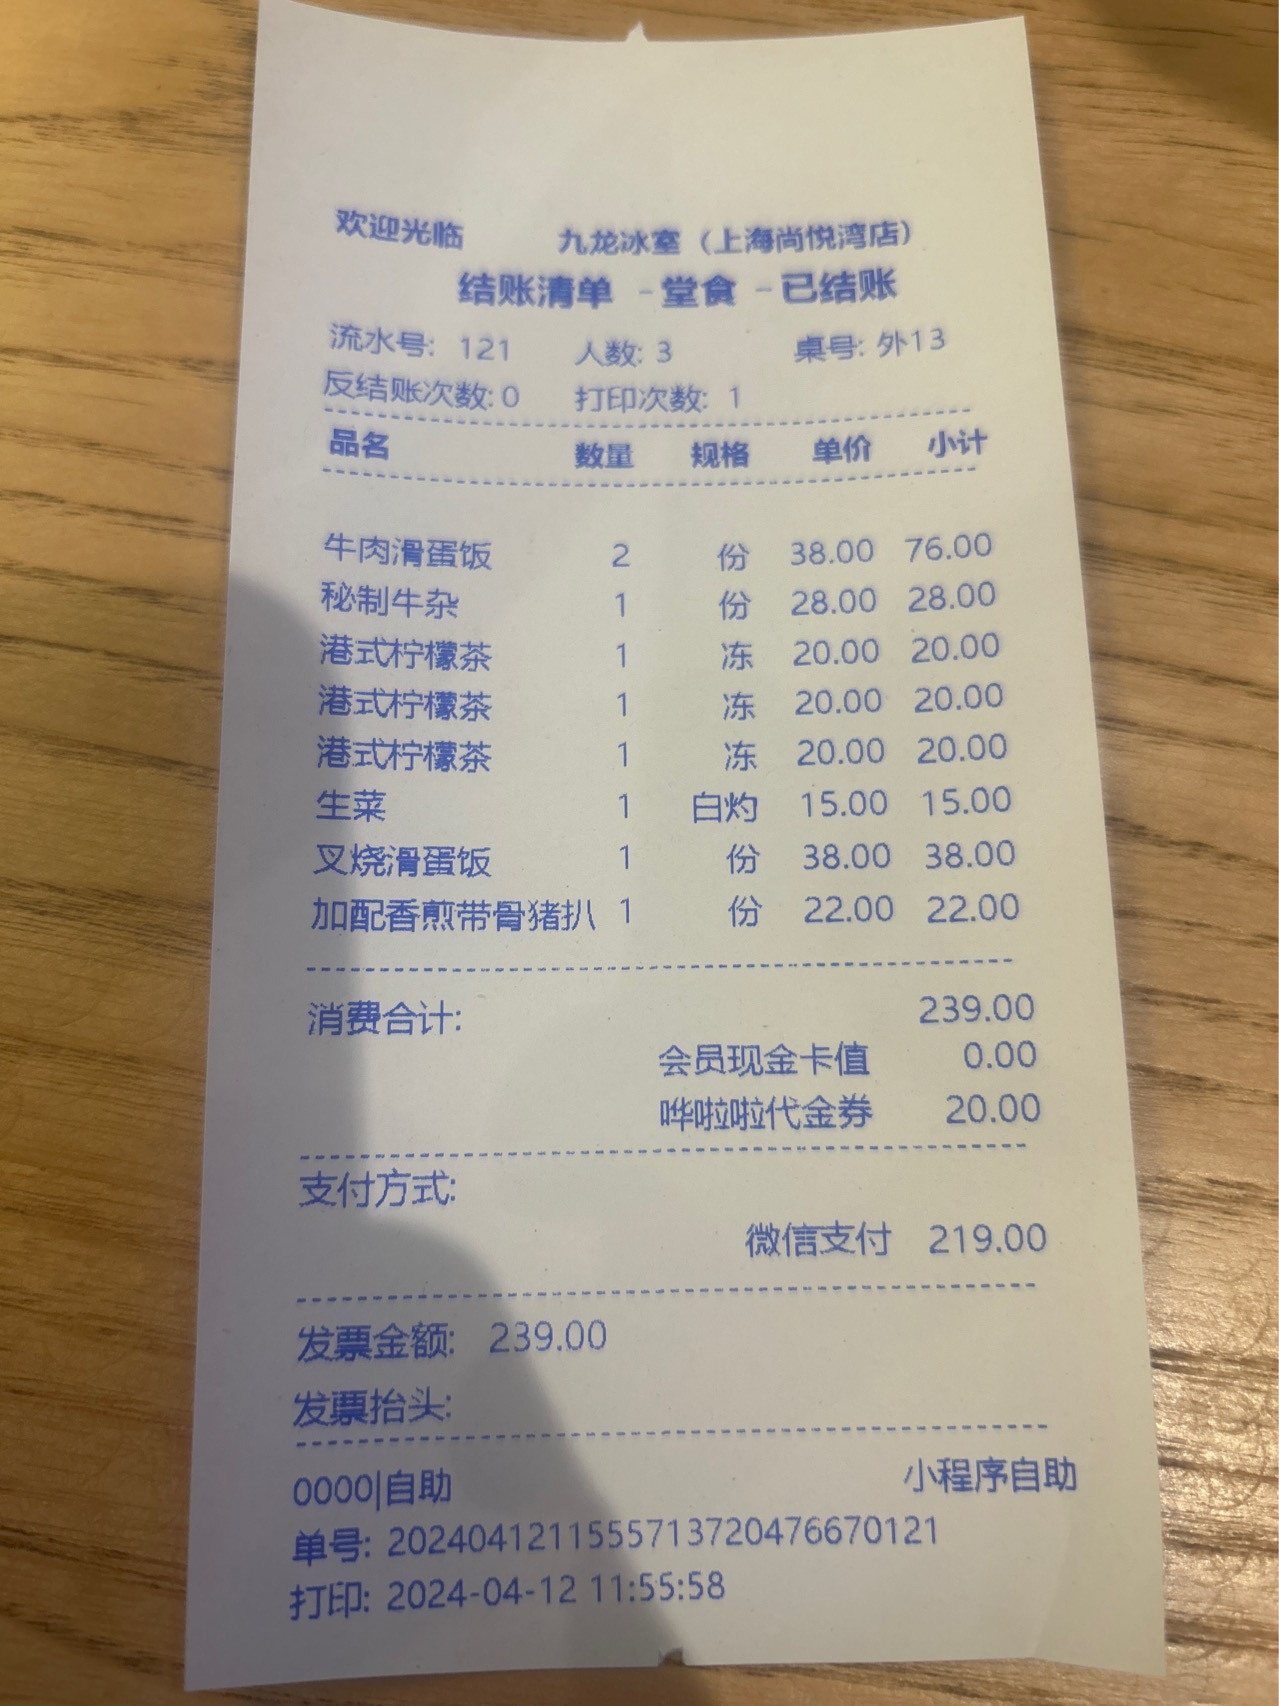 欢迎光临 九龙冰室（上海尚悦湾店）
结账清单 -堂食 -已结账
流水号: 121 人数: 3 桌号: 外13
反结账次数: 0 打印次数: 1
品名 数量 规格 单价 小计
牛肉滑蛋饭 2 份 38.00 76.00
秘制牛杂 1 份 28.00 28.00
港式柠檬茶 1 冻 20.00 20.00
港式柠檬茶 1 冻 20.00 20.00
港式柠檬茶 1 冻 20.00 20.00
生菜 1 白灼 15.00 15.00
叉烧滑蛋饭 1 份 38.00 38.00
加配香煎带骨猪扒 1 份 22.00 22.00
消费合计: 239.00
会员现金卡值 0.00
哗啦啦代金券 20.00
支付方式:
微信支付 219.00
发票金额: 239.00
发票抬头:
0000|自助 小程序自助
单号: 2024041211555713720476670121
打印: 2024-04-12 11:55:58